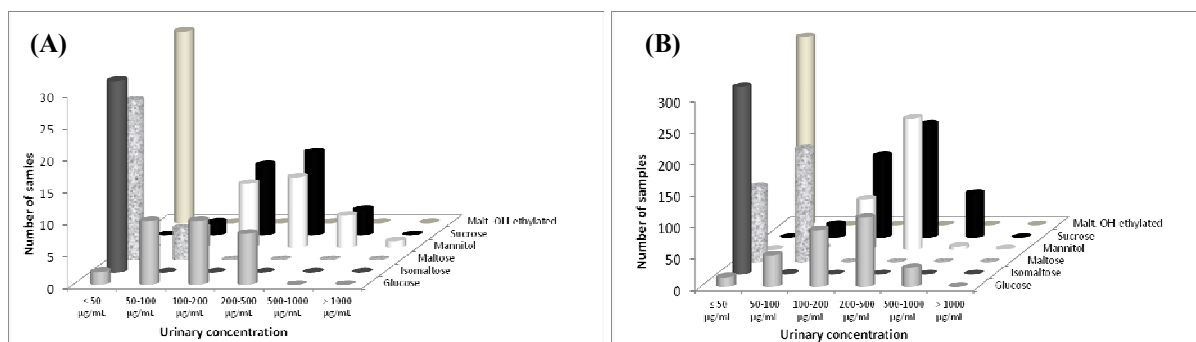 (A)
Number of samles
30
25
20
15
10
5
0
< 50 µg/mL
50-100 µg/mL
100-200 µg/mL
200-500 µg/mL
500-1000 µg/mL
> 1000 µg/mL
Urinary concentration
Malt. OH ethylated
Sucrose
Mannitol
Maltose
Isomaltose
Glucose
(B)
Number of samples
300
250
200
150
100
50
0
≤ 50 µg/mL
50-100 µg/mL
100-200 µg/mL
200-500 µg/mL
500-1000 µg/mL
> 1000 µg/mL
Urinary concentration
Malt. OH ethylated
Sucrose
Mannitol
Maltose
Isomaltose
Glucose